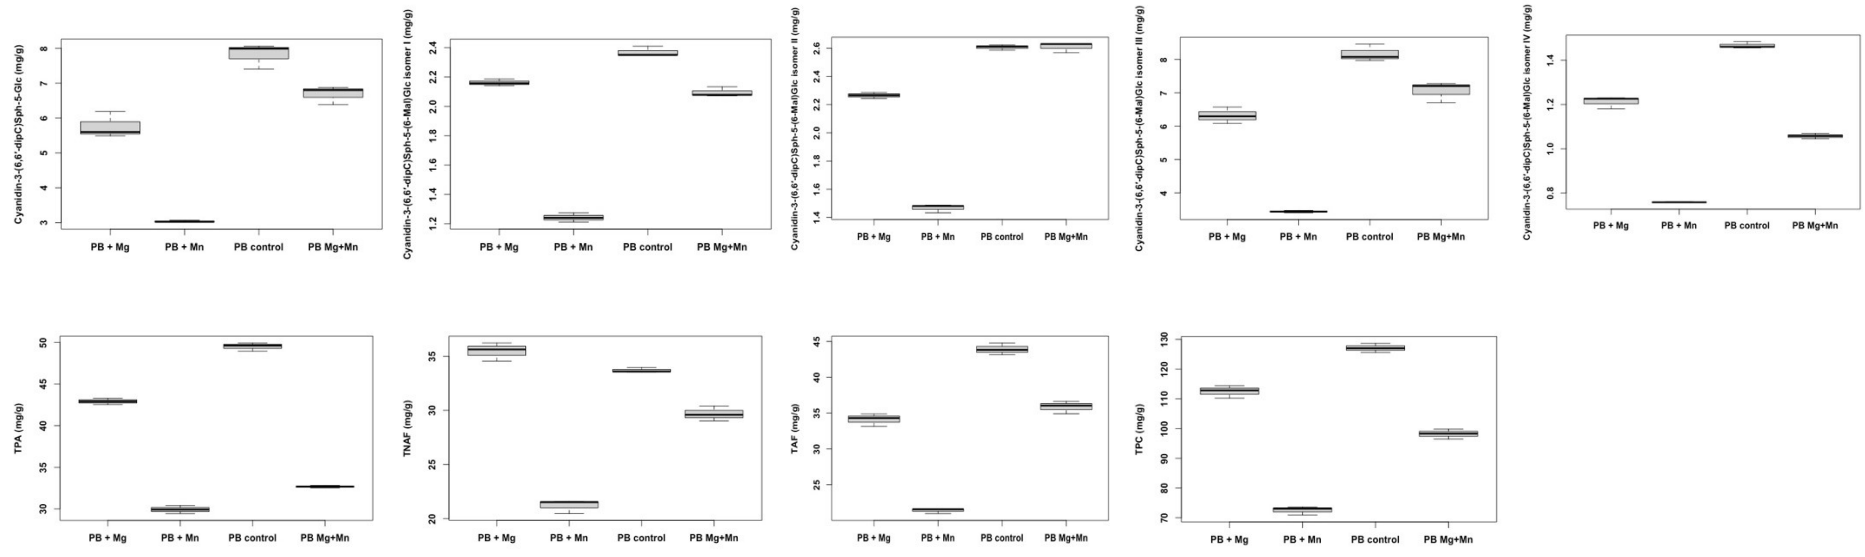 Cyanidin-3-(6,6'-dipC)Sph-5-Glc (mg/g)
8
7
6
5
4
3
PB + Mg PB + Mn PB control PB Mg+Mn
Cyanidin-3-(6,6'-dipC)Sph-5-(6-Mal)Glc isomer I (mg/g)
2.4
2.2
2.0
1.8
1.6
1.4
1.2
PB + Mg PB + Mn PB control PB Mg+Mn
Cyanidin-3-(6,6'-dipC)Sph-5-(6-Mal)Glc isomer II (mg/g)
2.6
2.4
2.2
2.0
1.8
1.6
1.4
PB + Mg PB + Mn PB control PB Mg+Mn
Cyanidin-3-(6,6'-dipC)Sph-5-(6-Mal)Glc isomer III (mg/g)
8
7
6
5
4
PB + Mg PB + Mn PB control PB Mg+Mn
Cyanidin-3-(6,6'-dipC)Sph-5-(6-Mal)Glc isomer IV (mg/g)
1.4
1.2
1.0
0.8
PB + Mg PB + Mn PB control PB Mg+Mn
TPA (mg/g)
50
45
40
35
30
PB + Mg PB + Mn PB control PB Mg+Mn
TNAF (mg/g)
35
30
25
20
PB + Mg PB + Mn PB control PB Mg+Mn
TAF (mg/g)
45
40
35
30
25
PB + Mg PB + Mn PB control PB Mg+Mn
TPC (mg/g)
130
120
110
100
90
80
70
PB + Mg PB + Mn PB control PB Mg+Mn